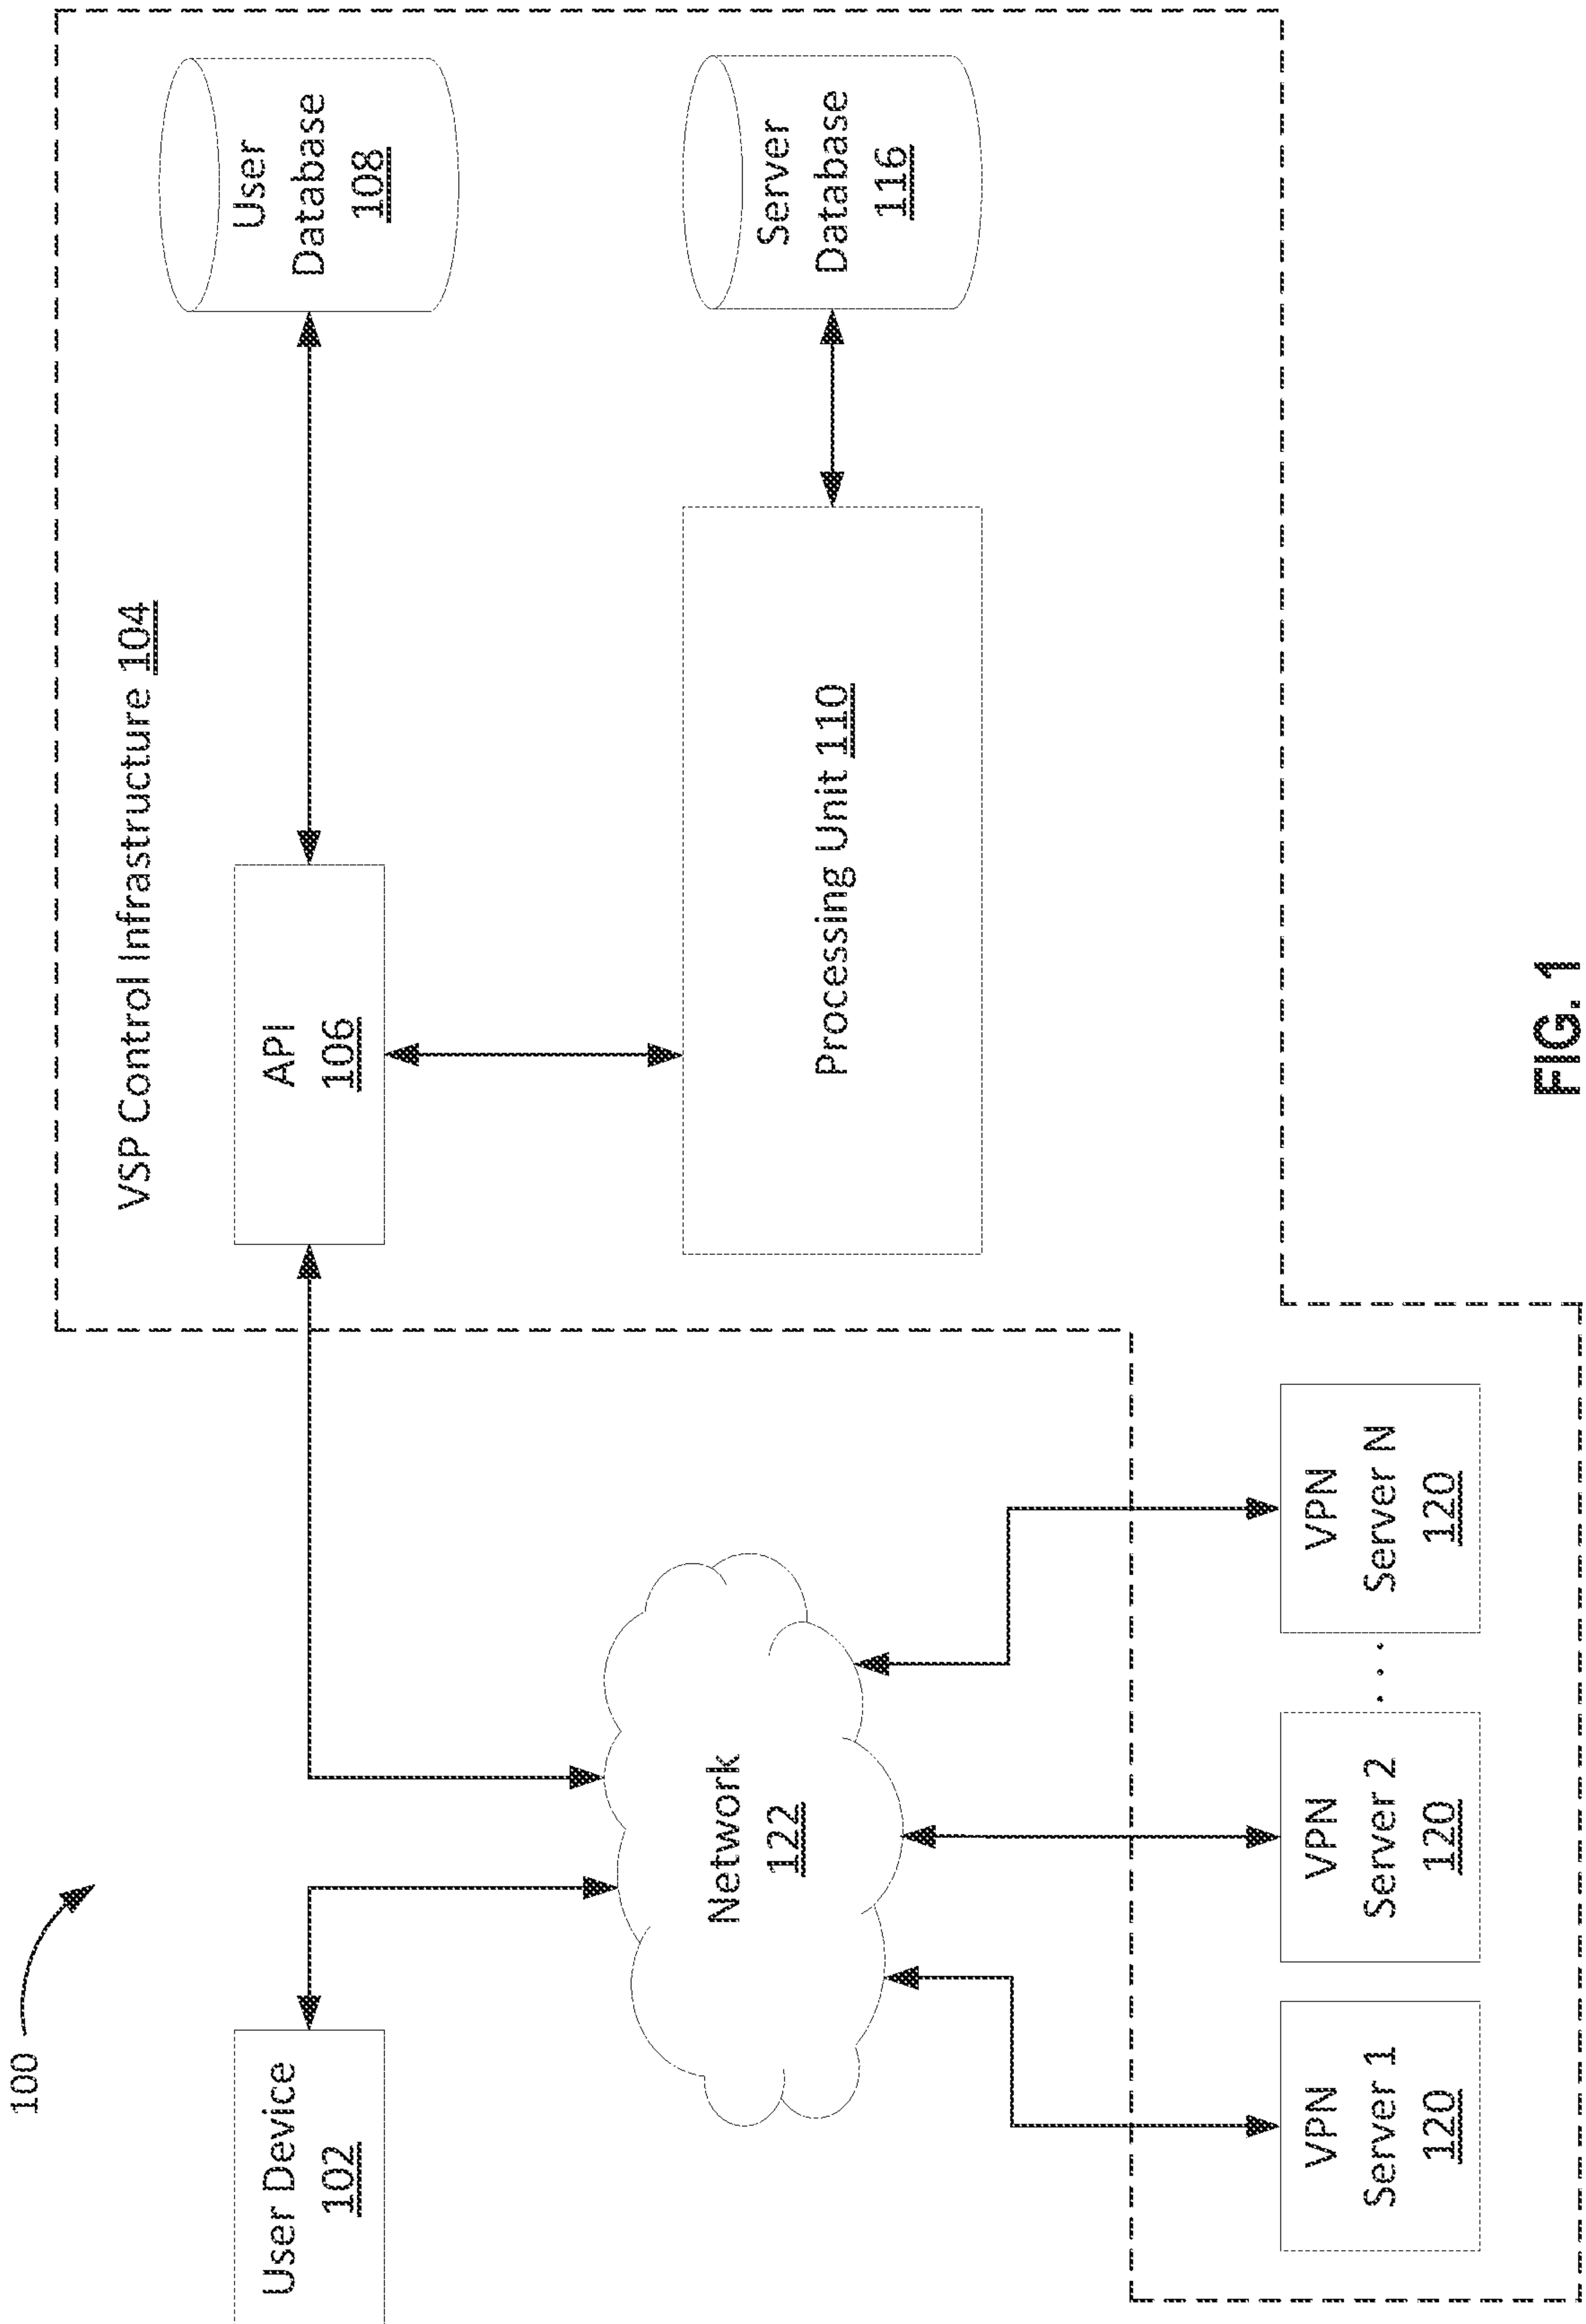 100
User Device
102
VSP Control Infrastructure 104
API
106
User
Database
108
Network
122
Processing Unit 110
Server
Database
116
VPN
Server 1
120
VPN
Server 2
120
. . .
VPN
Server N
120
FIG. 1